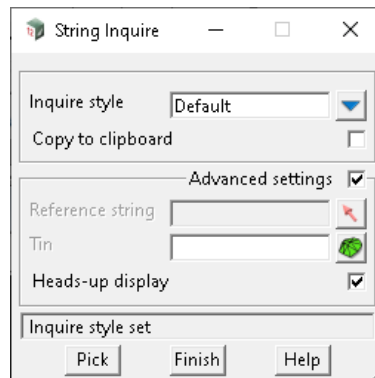 String Inquire
Inquire style Default
Copy to clipboard
Advanced settings
Reference string
Tin
Heads-up display
Inquire style set
Pick Finish Help